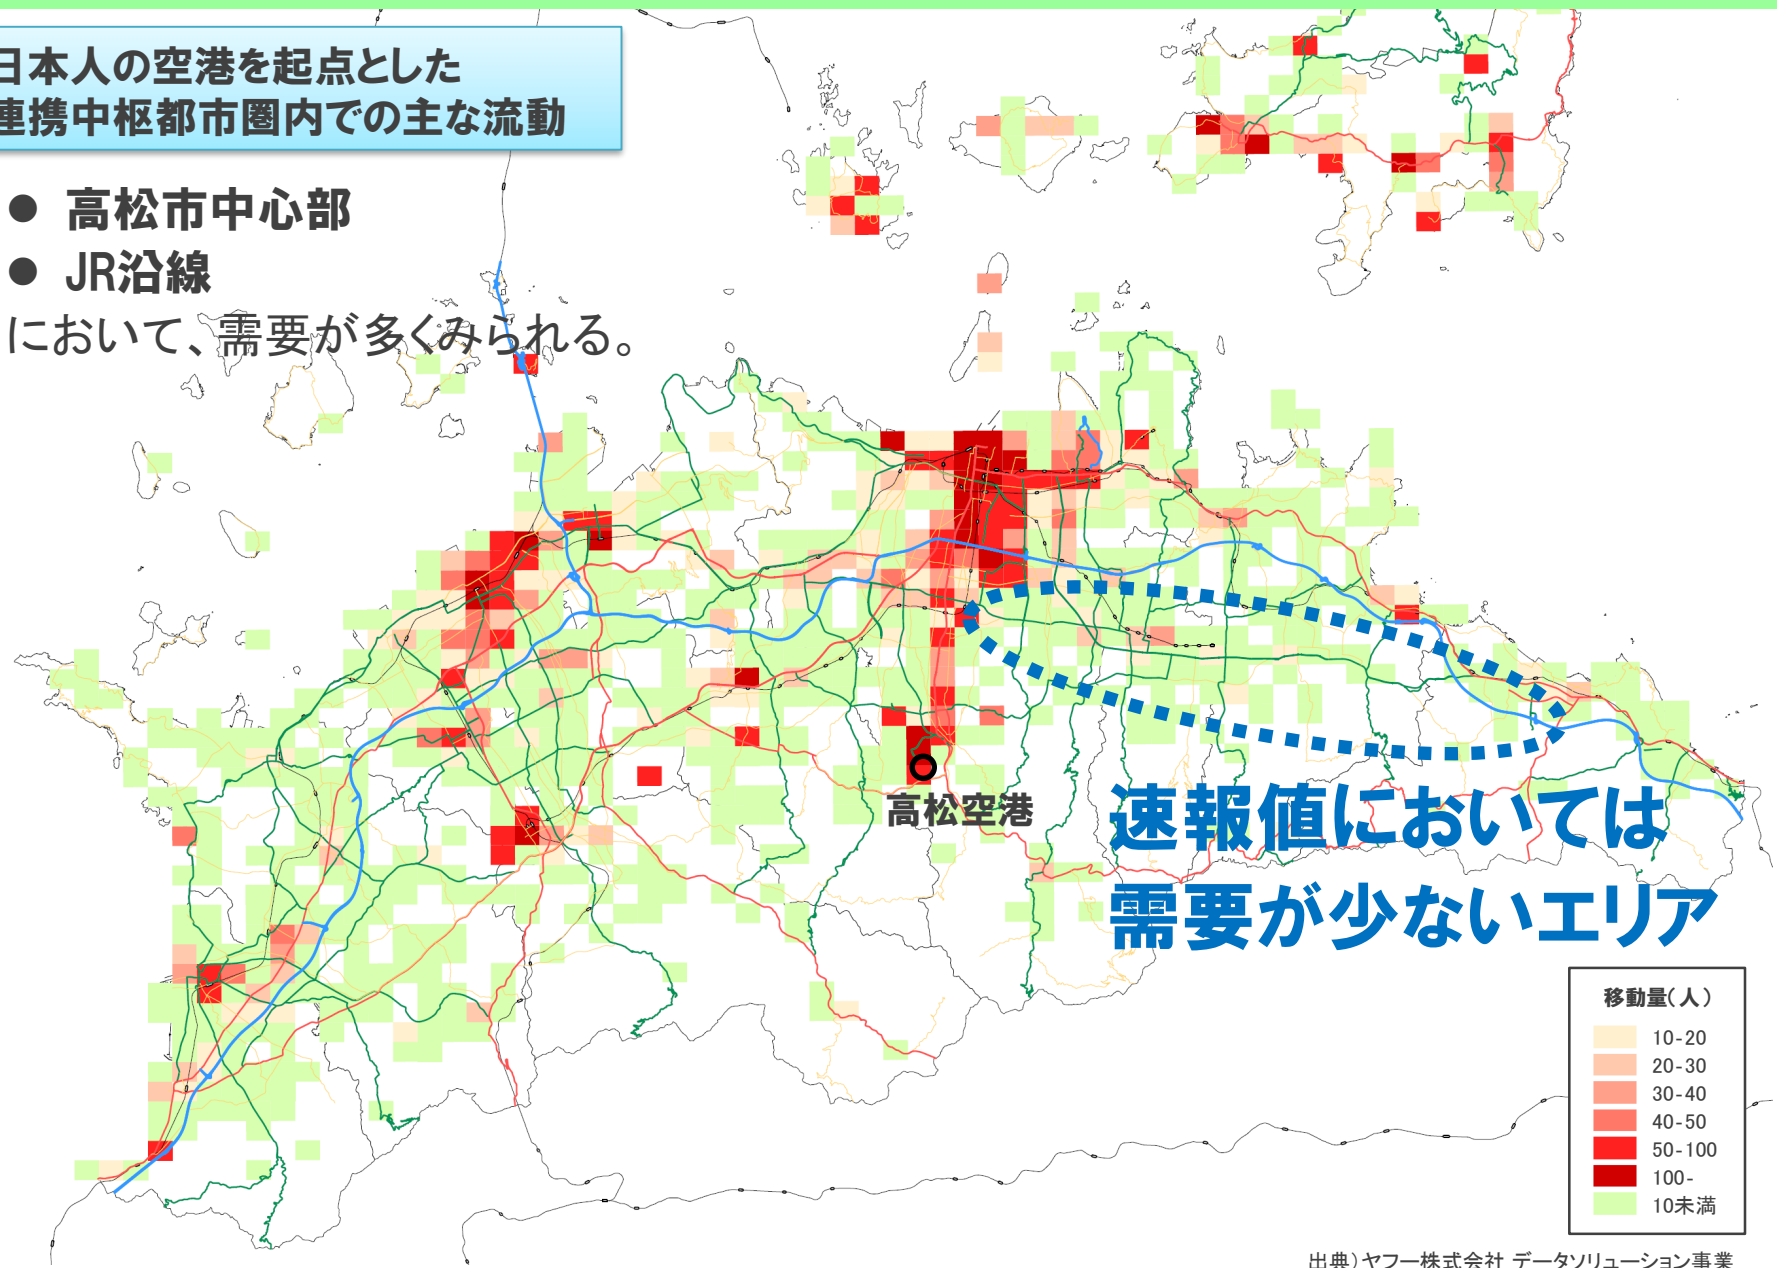 日本人の空港を起点とした
連携中枢都市圏内での主な流動
● 高松市中心部
● JR沿線
において、需要が多くみられる。
高松空港
速報値においては
需要が少ないエリア
移動量(人)
10-20
20-30
30-40
40-50
50-100
100-
10未満
出典)ヤフー株式会社 データソリューション事業